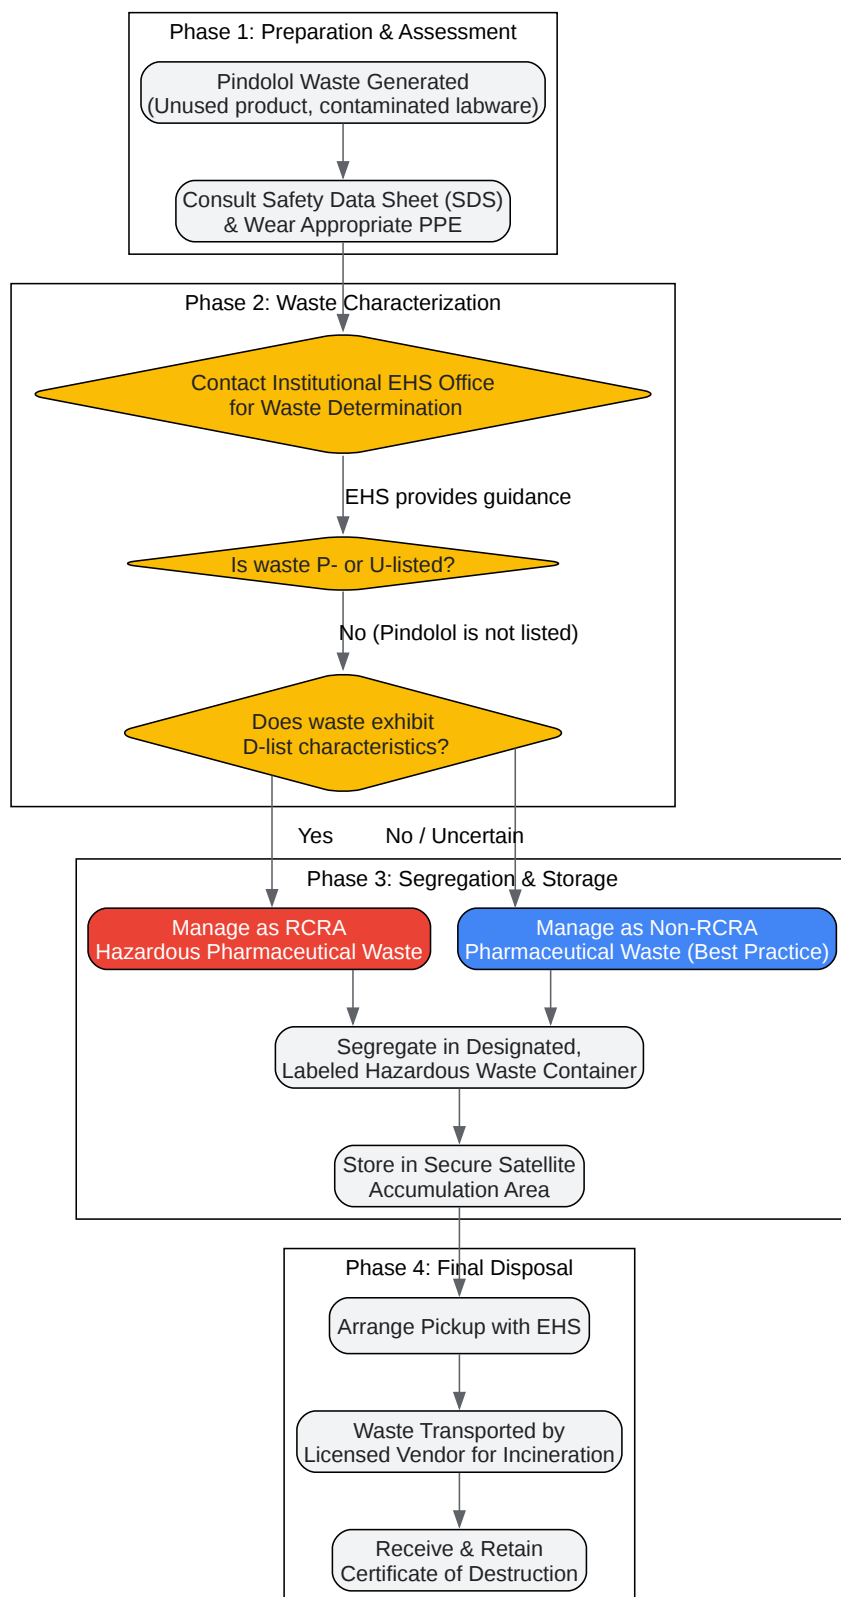 Phase 1: Preparation & Assessment
Pindolol Waste Generated
(Unused product, contaminated labware)
Consult Safety Data Sheet (SDS)
& Wear Appropriate PPE
Phase 2: Waste Characterization
Contact Institutional EHS Office
for Waste Determination
EHS provides guidance
Is waste P- or U-listed?
No (Pindolol is not listed)
Does waste exhibit
D-list characteristics?
Yes
No / Uncertain
Phase 3: Segregation & Storage
Manage as RCRA
Hazardous Pharmaceutical Waste
Manage as Non-RCRA
Pharmaceutical Waste (Best Practice)
Segregate in Designated,
Labeled Hazardous Waste Container
Store in Secure Satellite
Accumulation Area
Phase 4: Final Disposal
Arrange Pickup with EHS
Waste Transported by
Licensed Vendor for Incineration
Receive & Retain
Certificate of Destruction